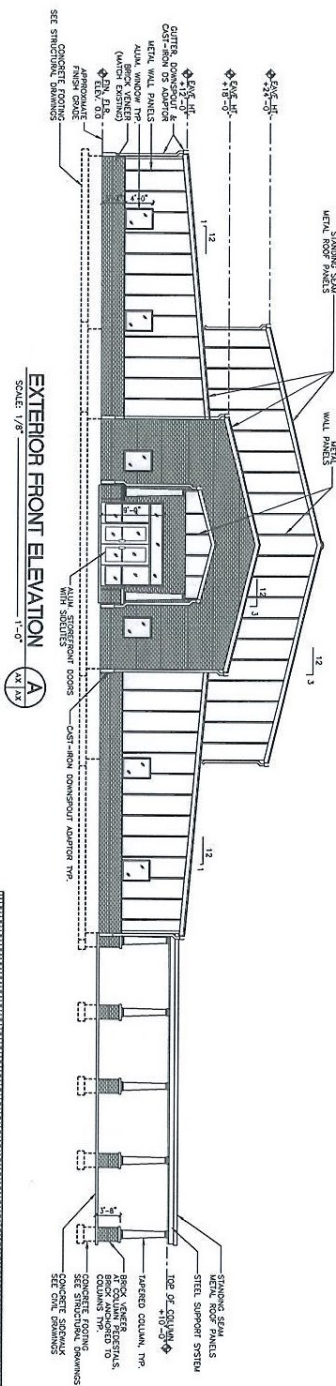 EAVE HT.
+24'-0"
EAVE HT.
+18'-0"
EAVE HT.
+12'-0"
GUTTER, DOWNSPOUT &
CAST-IRON DS ADAPTOR
METAL WALL PANELS
ALUM. WINDOW TYP.
BRICK VENEER
(MATCH EXISTING)
FIN. FLR.
ELEV. 0.0
APPROXIMATE
FINISH GRADE
CONCRETE FOOTING
SEE STRUCTURAL DRAWINGS
STANDING SEAM
METAL ROOF PANELS
METAL
WALL PANELS
12
1
4'-0"
12
3
12
3
12
1
9'-9"
ALUM. STOREFRONT DOORS
WITH SIDELITES
CAST-IRON DOWNSPOUT ADAPTOR TYP.
STANDING SEAM
METAL ROOF PANELS
STEEL SUPPORT SYSTEM
TOP OF COLUMN
+10'-0"
TAPERED COLUMN, TYP.
3'-8"
BRICK VENEER
AT COLUMN PEDESTALS,
BRICK ANCHORED TO
COLUMNS TYP.
CONCRETE FOOTING
SEE STRUCTURAL DRAWINGS
CONCRETE SIDEWALK
SEE CIVIL DRAWINGS
EXTERIOR FRONT ELEVATION
SCALE: 1/8" 1'-0"
A
AX AX